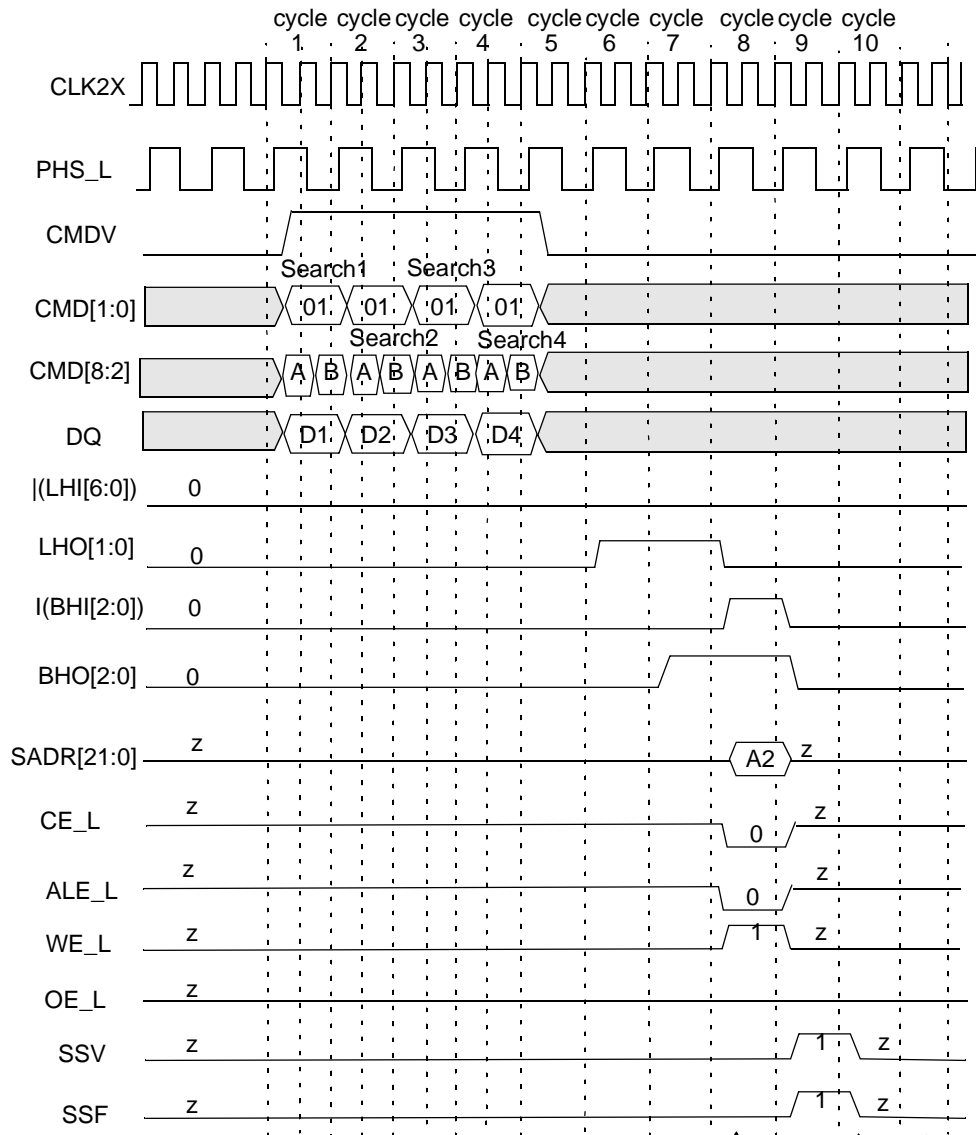 cycle cycle cycle cycle cycle cycle cycle cycle cycle cycle
1 2 3 4 5 6 7 8 9 10
CLK2X
PHS_L
CMDV
Search1 Search3
CMD[1:0] 01 01 01 01
Search2 Search4
CMD[8:2] A B A B A B A B
DQ D1 D2 D3 D4
|(LHI[6:0]) 0
LHO[1:0] 0
I(BHI[2:0]) 0
BHO[2:0] 0
SADR[21:0] z A2 z
CE_L z 0 z
ALE_L z 0 z
WE_L z 1 z
OE_L z
SSV z 1 z
SSF z 1 z